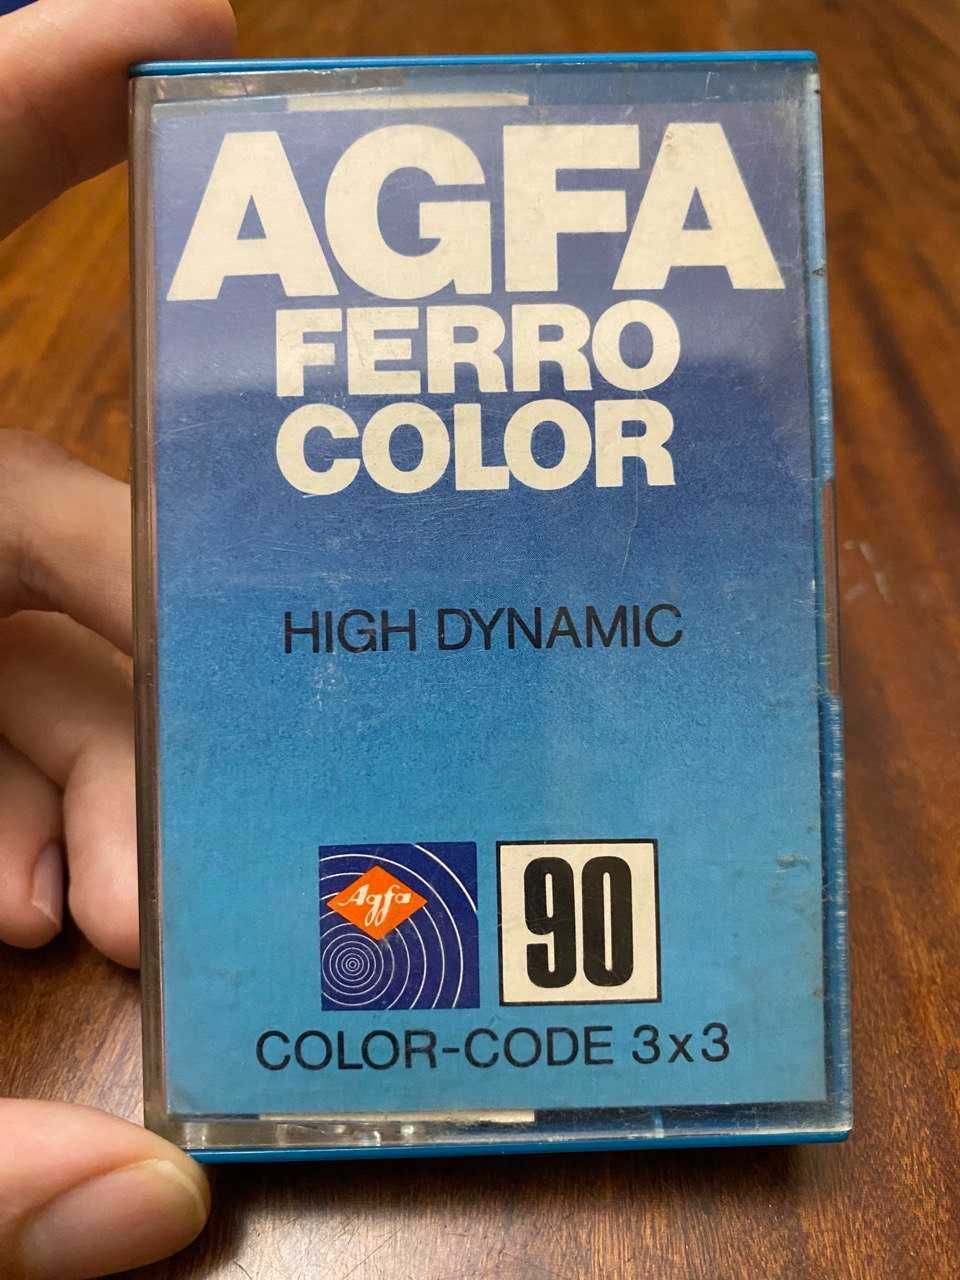 AGFA
FERRO
COLOR
HIGH DYNAMIC
Agfa
90
COLOR-CODE 3x3